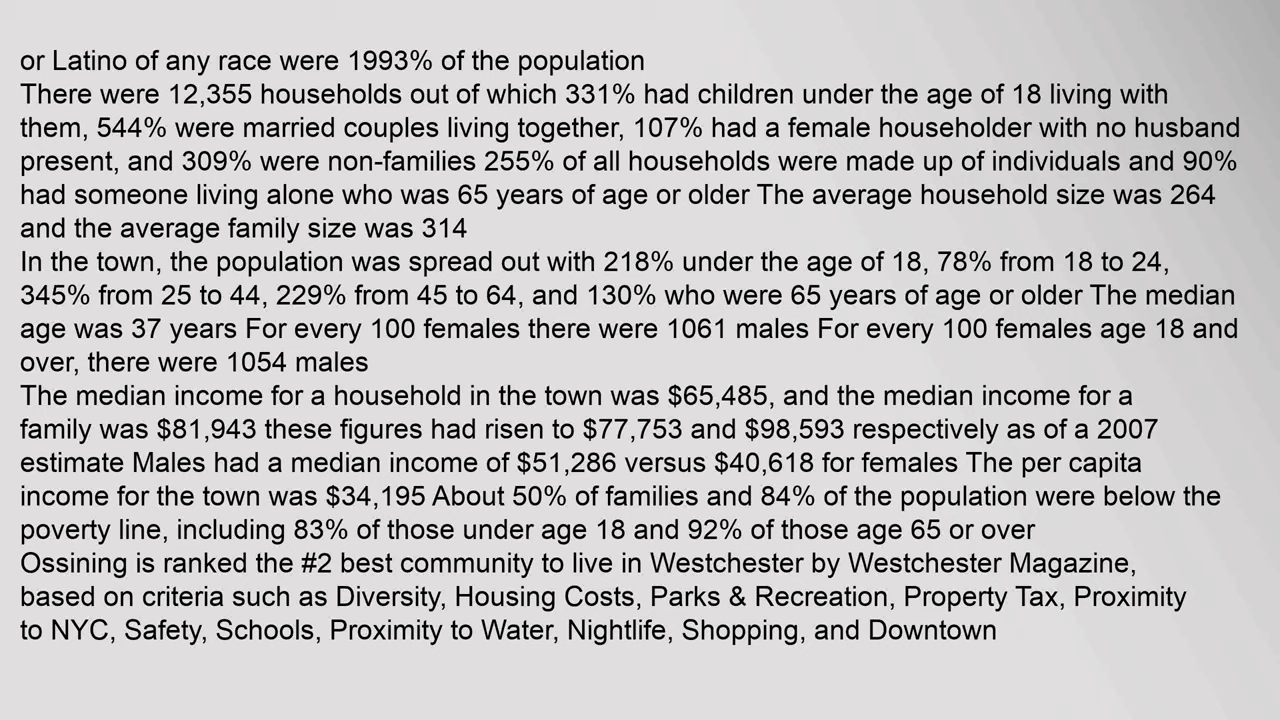 or Latino of any race were 1993% of the population
There were 12,355 households out of which 331% had children under the age of 18 living with
them, 544% were married couples living together, 107% had a female householder with no husband
present, and 309% were non-families 255% of all households were made up of individuals and 90%
had someone living alone who was 65 years of age or older The average household size was 264
and the average family size was 314
In the town, the population was spread out with 218% under the age of 18, 78% from 18 to 24,
345% from 25 to 44, 229% from 45 to 64, and 130% who were 65 years of age or older The median
age was 37 years For every 100 females there were 1061 males For every 100 females age 18 and
over, there were 1054 males
The median income for a household in the town was $65,485, and the median income for a
family was $81,943 these figures had risen to $77,753 and $98,593 respectively as of a 2007
estimate Males had a median income of $51,286 versus $40,618 for females The per capita
income for the town was $34,195 About 50% of families and 84% of the population were below the
poverty line, including 83% of those under age 18 and 92% of those age 65 or over
Ossining is ranked the #2 best community to live in Westchester by Westchester Magazine,
based on criteria such as Diversity, Housing Costs, Parks & Recreation, Property Tax, Proximity
to NYC, Safety, Schools, Proximity to Water, Nightlife, Shopping, and Downtown